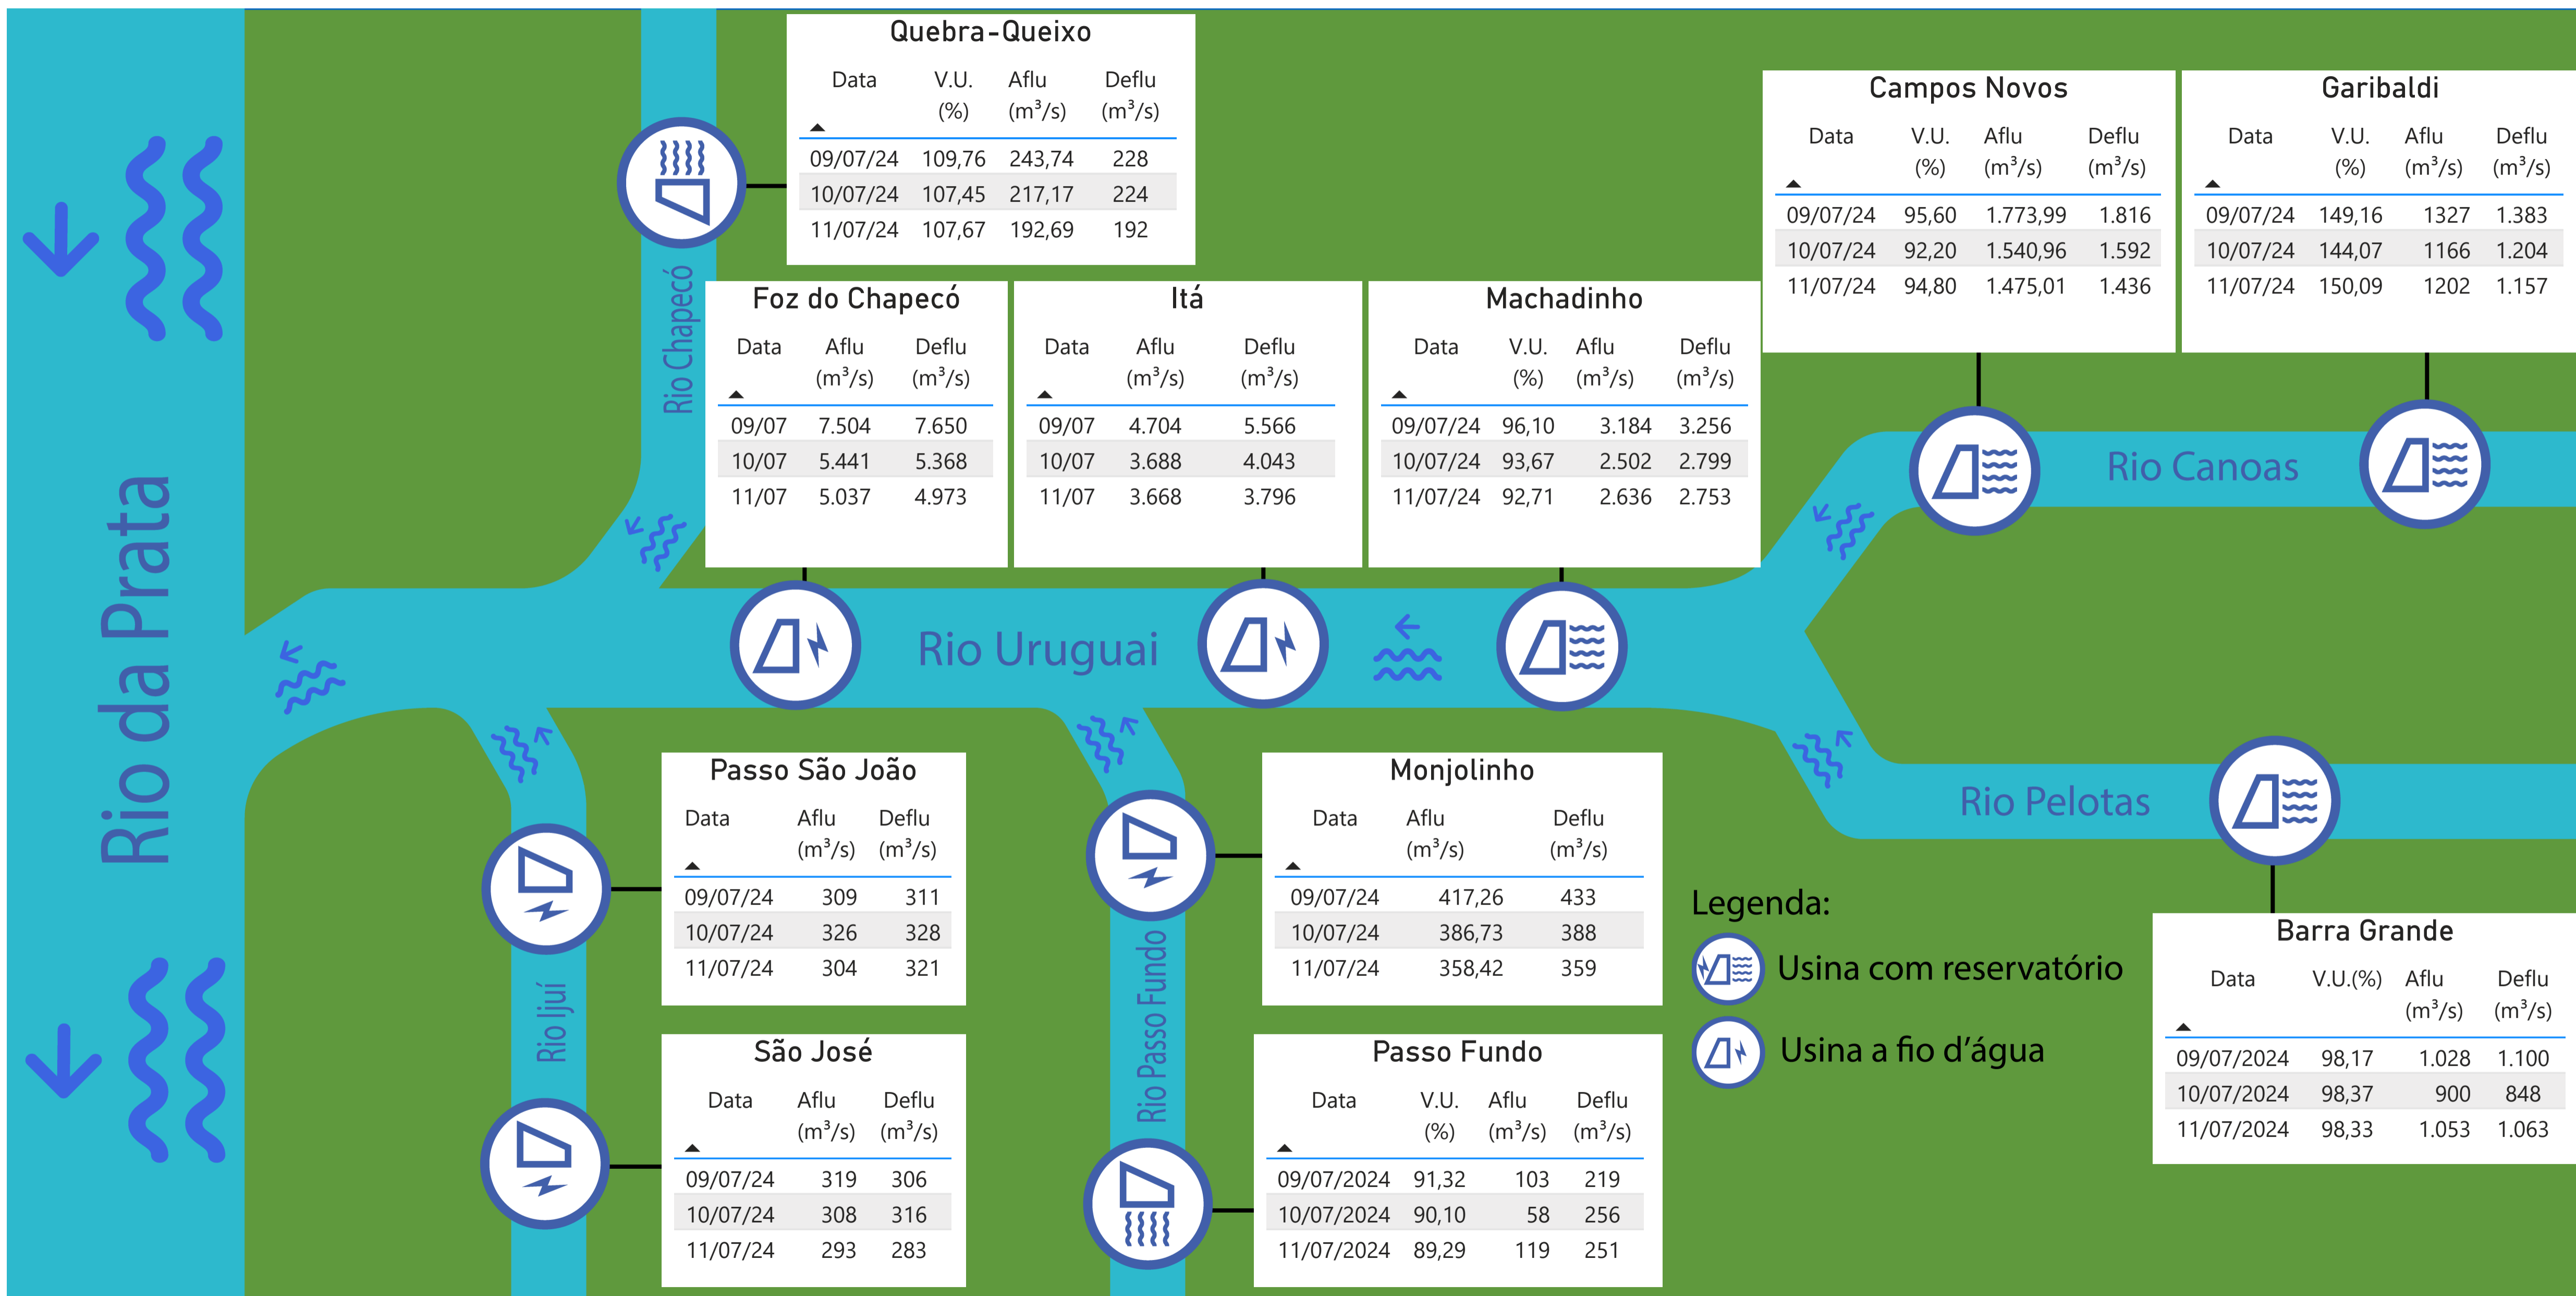 Quebra-Queixo
Data V.U. (%) Aflu (m³/s) Deflu (m³/s)
09/07/24 109,76 243,74 228
10/07/24 107,45 217,17 224
11/07/24 107,67 192,69 192
Campos Novos
Data V.U. (%) Aflu (m³/s) Deflu (m³/s)
09/07/24 95,60 1.773,99 1.816
10/07/24 92,20 1.540,96 1.592
11/07/24 94,80 1.475,01 1.436
Garibaldi
Data V.U. (%) Aflu (m³/s) Deflu (m³/s)
09/07/24 149,16 1327 1.383
10/07/24 144,07 1166 1.204
11/07/24 150,09 1202 1.157
Rio Chapecó
Foz do Chapecó
Data Aflu (m³/s) Deflu (m³/s)
09/07 7.504 7.650
10/07 5.441 5.368
11/07 5.037 4.973
Itá
Data Aflu (m³/s) Deflu (m³/s)
09/07 4.704 5.566
10/07 3.688 4.043
11/07 3.668 3.796
Machadinho
Data V.U. (%) Aflu (m³/s) Deflu (m³/s)
09/07/24 96,10 3.184 3.256
10/07/24 93,67 2.502 2.799
11/07/24 92,71 2.636 2.753
Rio Canoas
Rio da Prata
Rio Uruguai
Rio Pelotas
Passo São João
Data Aflu (m³/s) Deflu (m³/s)
09/07/24 309 311
10/07/24 326 328
11/07/24 304 321
Monjolinho
Data Aflu (m³/s) Deflu (m³/s)
09/07/24 417,26 433
10/07/24 386,73 388
11/07/24 358,42 359
Rio Ijuí
São José
Data Aflu (m³/s) Deflu (m³/s)
09/07/24 319 306
10/07/24 308 316
11/07/24 293 283
Rio Passo Fundo
Passo Fundo
Data V.U. (%) Aflu (m³/s) Deflu (m³/s)
09/07/2024 91,32 103 219
10/07/2024 90,10 58 256
11/07/2024 89,29 119 251
Legenda:
Usina com reservatório
Usina a fio d’água
Barra Grande
Data V.U.(%) Aflu (m³/s) Deflu (m³/s)
09/07/2024 98,17 1.028 1.100
10/07/2024 98,37 900 848
11/07/2024 98,33 1.053 1.063